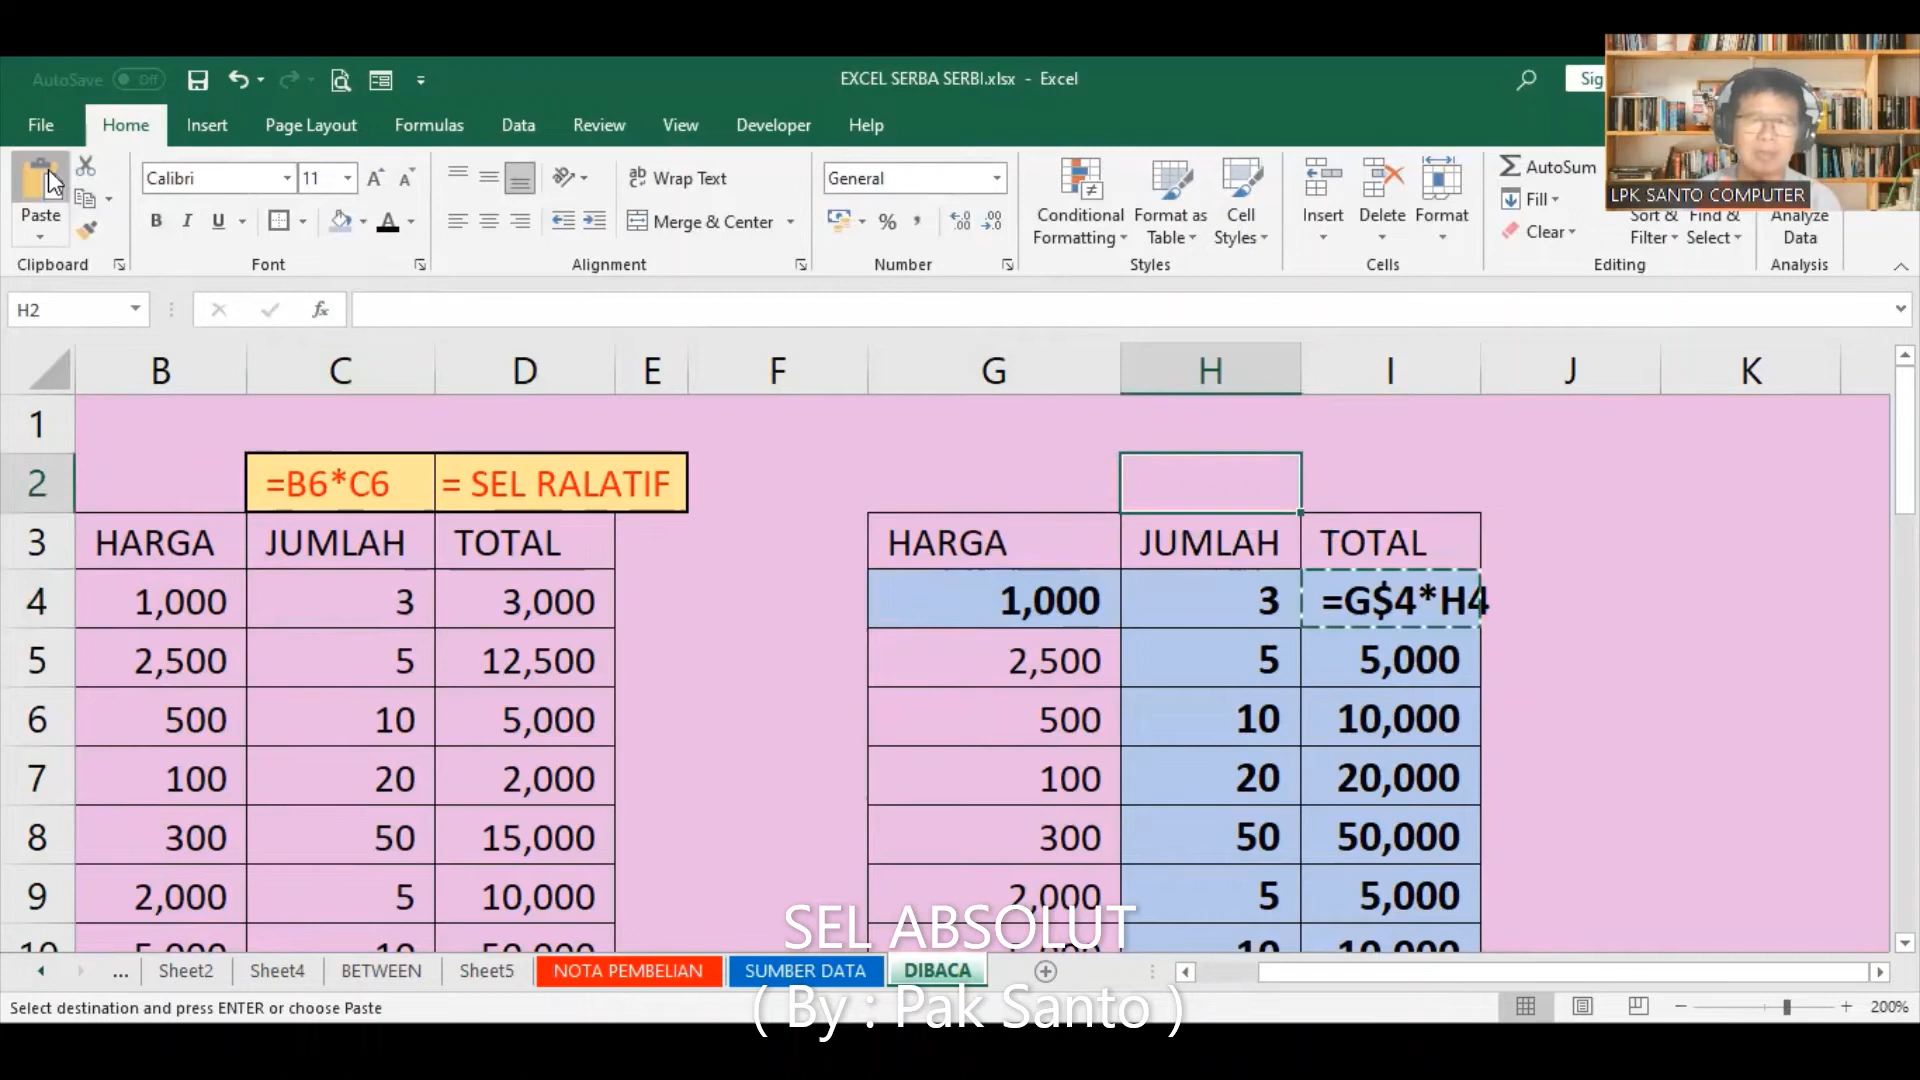 AutoSave Off
EXCEL SERBA SERBI.xlsx - Excel
Sig
File Home Insert Page Layout Formulas Data Review View Developer Help
LPK SANTO COMPUTER
Paste
Calibri 11
Wrap Text
Merge & Center
General
Conditional Formatting
Format as Table
Cell Styles
Insert
Delete
Format
AutoSum
Fill
Clear
Sort & Filter
Find & Select
Analyze Data
Clipboard Font Alignment Number Styles Cells Editing Analysis
H2 fx
B C D E F G H I J K
1
2 =B6*C6 = SEL RALATIF
3 HARGA JUMLAH TOTAL HARGA JUMLAH TOTAL
4 1,000 3 3,000 1,000 3 =G$4*H4
5 2,500 5 12,500 2,500 5 5,000
6 500 10 5,000 500 10 10,000
7 100 20 2,000 100 20 20,000
8 300 50 15,000 300 50 50,000
9 2,000 5 10,000 2,000 5 5,000
SEL ABSOLUT
... Sheet2 Sheet4 BETWEEN Sheet5 NOTA PEMBELIAN SUMBER DATA DIBACA
( By : Pak Santo )
Select destination and press ENTER or choose Paste
200%